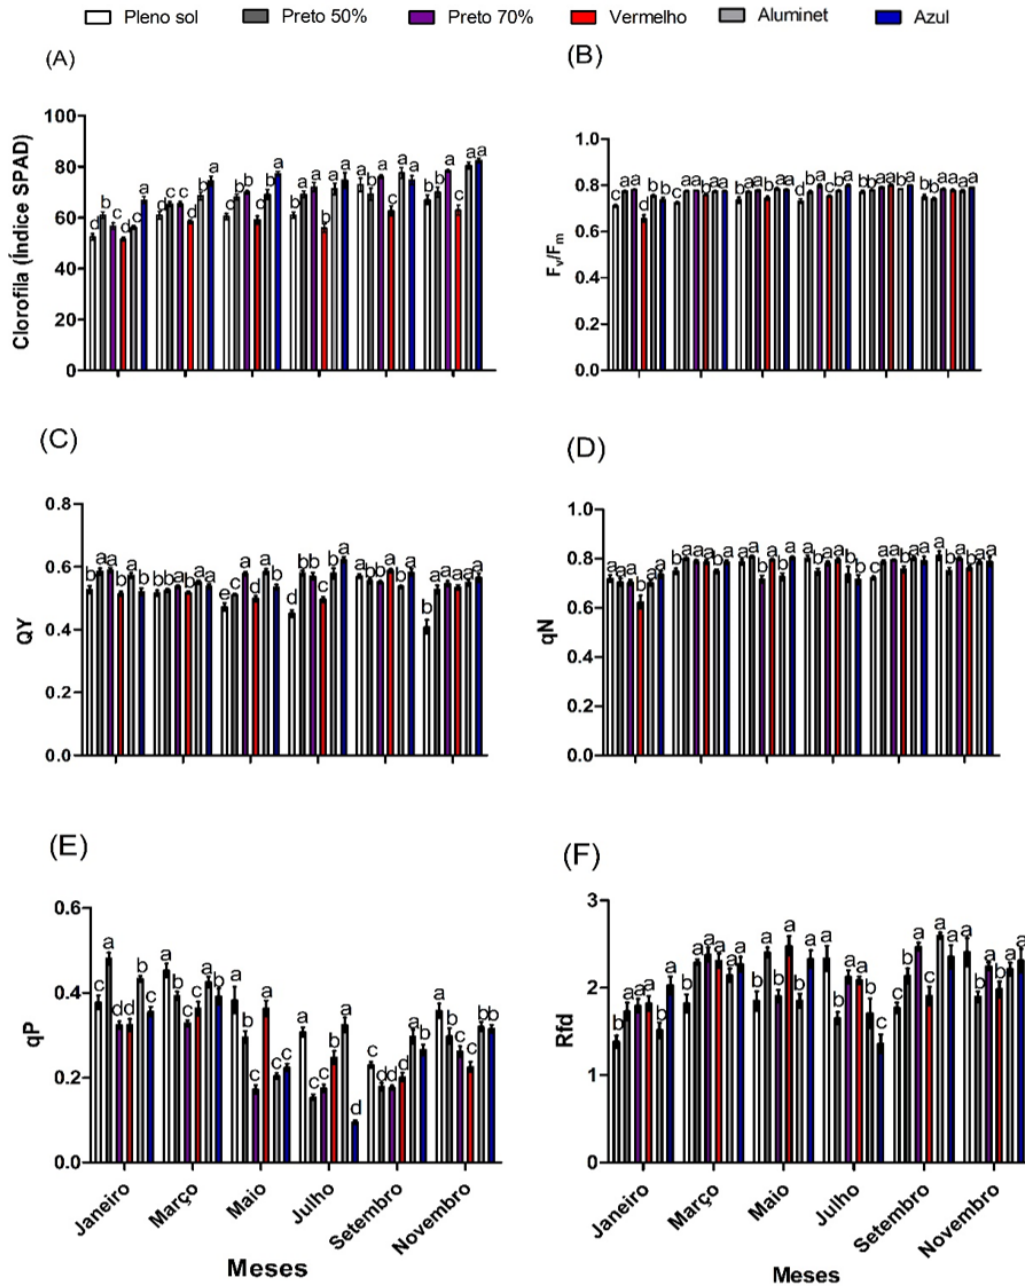 Pleno sol Preto 50% Preto 70% Vermelho Aluminet Azul
(A)
Clorofila (Índice SPAD)
100
80
60
40
20
0
d b c d c a
c c c d b a
c b b d b a
b a a b a a
a b a c a a
b b a c a a
(B)
Fv/Fm
1.0
0.8
0.6
0.4
0.2
0.0
c a a d b b
c a a b a a
b a a b a a
d b a c b a
b b a a b a
b b a a a a
(C)
QY
0.8
0.6
0.4
0.2
0.0
b a a b a b
b b a b a a
e c a d a b
d b b c b a
a b b a b a
b a a a a a
(D)
qN
1.0
0.8
0.6
0.4
0.2
0.0
a a a b a a
b a a a b a
a a b a b a
a b a a b b
c a a b a a
a b a b a a
(E)
qP
0.6
0.4
0.2
0.0
c a d d b c
a b c b a b
a b c a c c
a c c b a d
c d d d a b
a b c d b b
Janeiro
Março
Maio
Julho
Setembro
Novembro
Meses
(F)
Rfd
3
2
1
0
b a a a b a
b a a a a a
b a b a b a
a b a a b c
c b a c a a
a b a b a a
Janeiro
Março
Maio
Julho
Setembro
Novembro
Meses